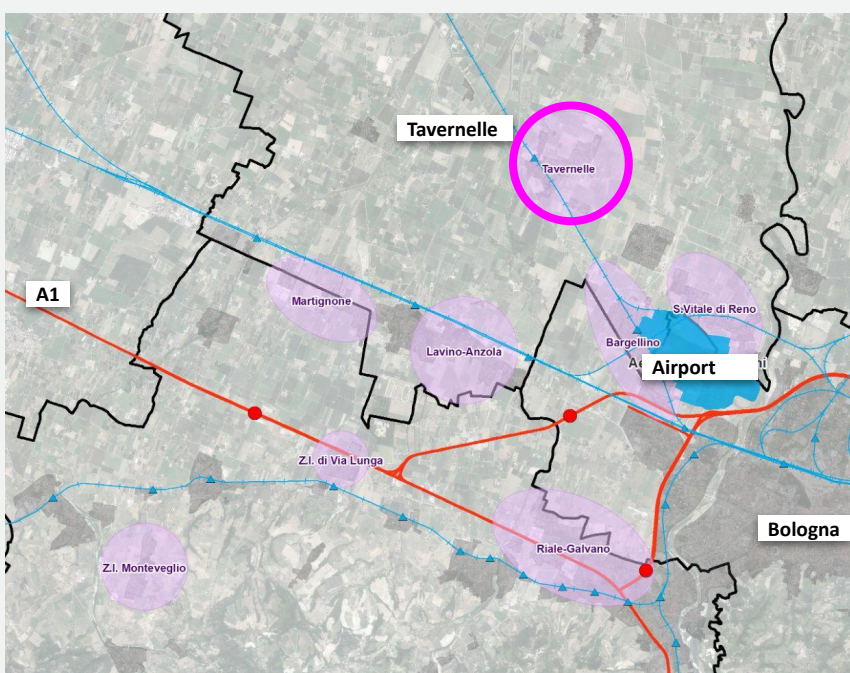 Tavernelle
Tavernelle
A1
Martignone
S.Vitale di Reno
Bargellino
Lavino-Anzola
Airport
Z.I. di Via Lunga
Bologna
Riale-Galvano
Z.I. Monteveglio